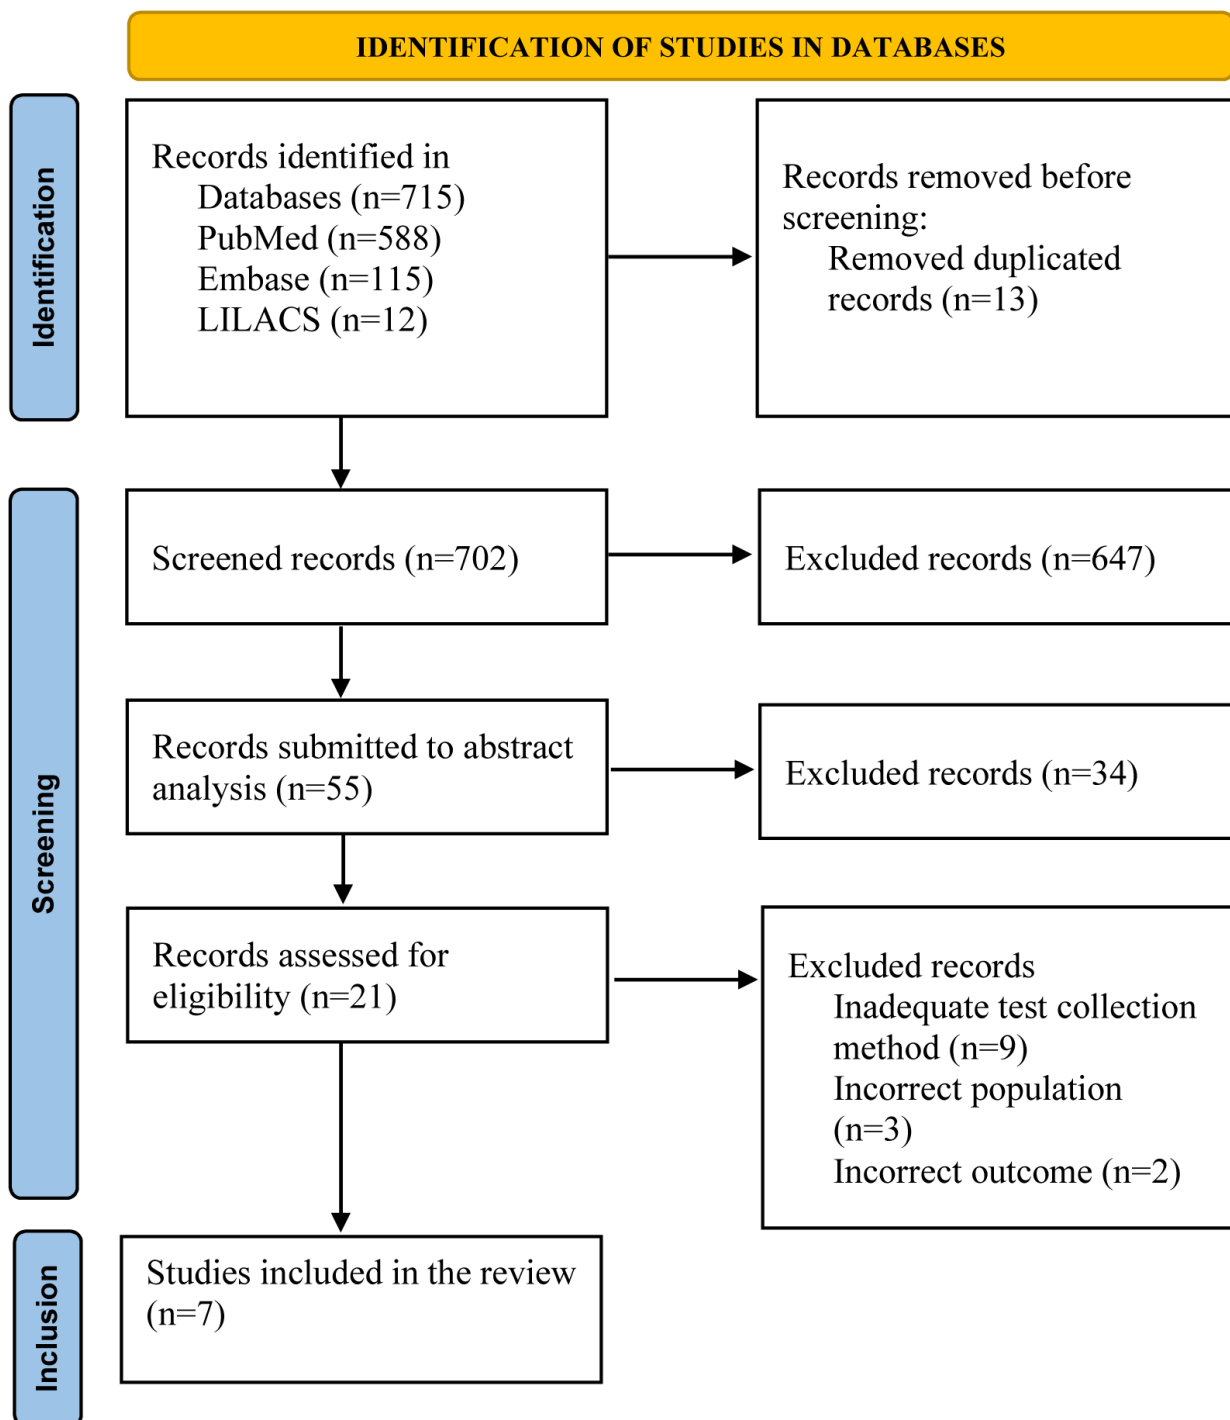 IDENTIFICATION OF STUDIES IN DATABASES
Identification
Records identified in
Databases (n=715)
PubMed (n=588)
Embase (n=115)
LILACS (n=12)
Records removed before
screening:
Removed duplicated
records (n=13)
Screening
Screened records (n=702)
Excluded records (n=647)
Records submitted to abstract
analysis (n=55)
Excluded records (n=34)
Records assessed for
eligibility (n=21)
Excluded records
Inadequate test collection
method (n=9)
Incorrect population
(n=3)
Incorrect outcome (n=2)
Inclusion
Studies included in the review
(n=7)